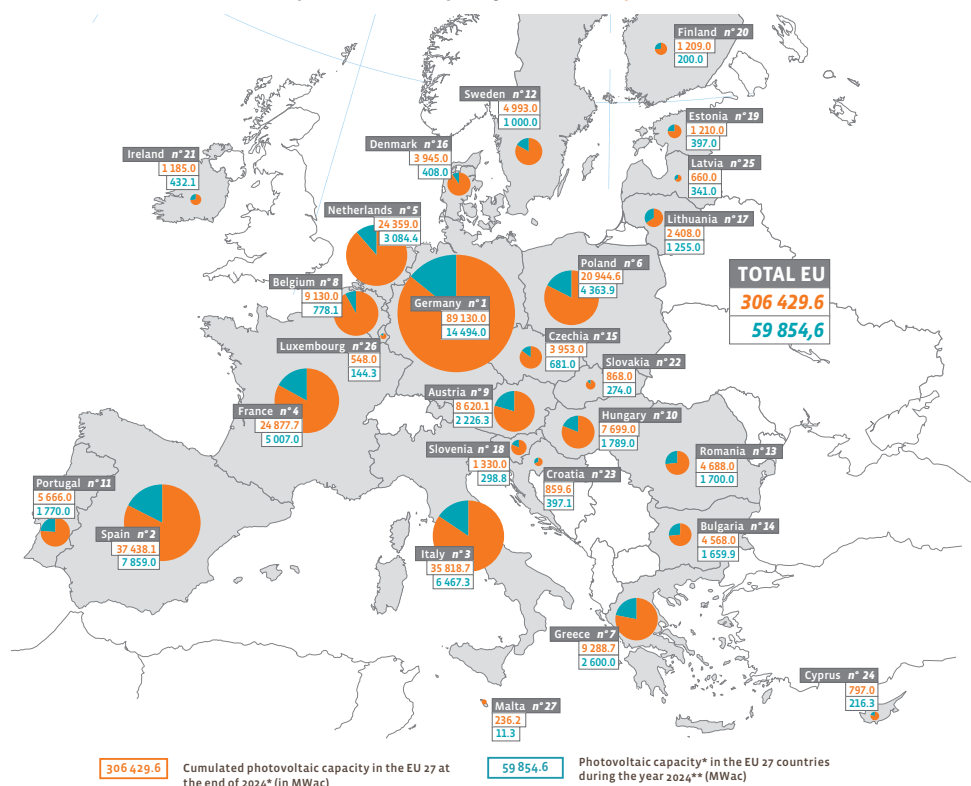 Finland n°20
1 209.0
200.0
Sweden n°12
4 993.0
1 000.0
Estonia n°19
1 210.0
397.0
Denmark n°16
3 945.0
408.0
Ireland n°21
1 185.0
432.1
Latvia n°25
660.0
341.0
Netherlands n°5
24 359.0
3 084.4
Lithuania n°17
2 408.0
1 255.0
Poland n°6
20 944.6
4 363.9
TOTAL EU
306 429.6
59 854,6
Belgium n°8
9 130.0
778.1
Germany n°1
89 130.0
14 494.0
Czechia n°15
3 953.0
681.0
Luxembourg n°26
548.0
144.3
Slovakia n°22
868.0
274.0
Austria n°9
8 620.1
2 226.3
France n°4
24 877.7
5 007.0
Hungary n°10
7 699.0
1 789.0
Slovenia n° 18
1 330.0
298.8
Romania n°13
4 688.0
1 700.0
Croatia n°23
859.6
397.1
Portugal n°11
5 666.0
1 770.0
Spain n°2
37 438.1
7 859.0
Bulgaria n°14
4 568.0
1 659.9
Italy n°3
35 818.7
6 467.3
Greece n°7
9 288.7
2 600.0
Cyprus n° 24
797.0
216.3
Malta n°27
236.2
11.3
306 429.6
Cumulated photovoltaic capacity in the EU 27 at
the end of 2024* (in MWac)
59 854.6
Photovoltaic capacity* in the EU 27 countries
during the year 2024** (MWac)